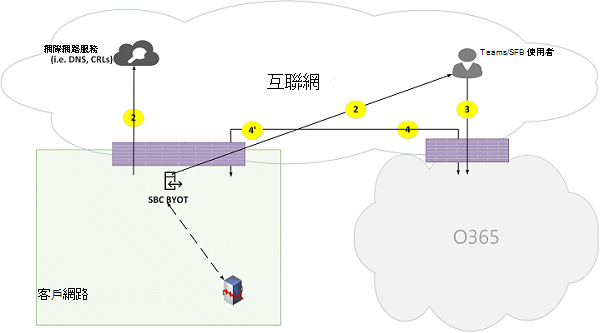 網際網路服務
(i.e. DNS, CRLs)
Teams/SFB 使用者
互聯網
2
2
3
4'
4
SBC BYOT
O365
客戶網路